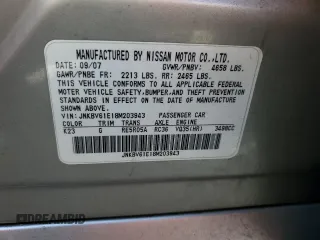 MANUFACTURED BY NISSAN MOTOR CO.,LTD.
DATE: 09/07 GVWR/PNBV: 4658 LBS.
GAWR/PNBE FR: 2213 LBS. RR: 2465 LBS.
THIS VEHICLE CONFORMS TO ALL APPLICABLE FEDERAL
MOTOR VEHICLE SAFETY, BUMPER, AND THEFT
PREVENTION STANDARDS IN EFFECT ON THE DATE OF MANUFACTURE
SHOWN ABOVE.
VIN: JNKBV61E18M203943 PASSENGER CAR
COLOR TRIM TRANS AXLE ENGINE
K23 G RE5R05A RC36 VQ35(HR) 3498CC
JNKBV61E18M203943
DREAMBID